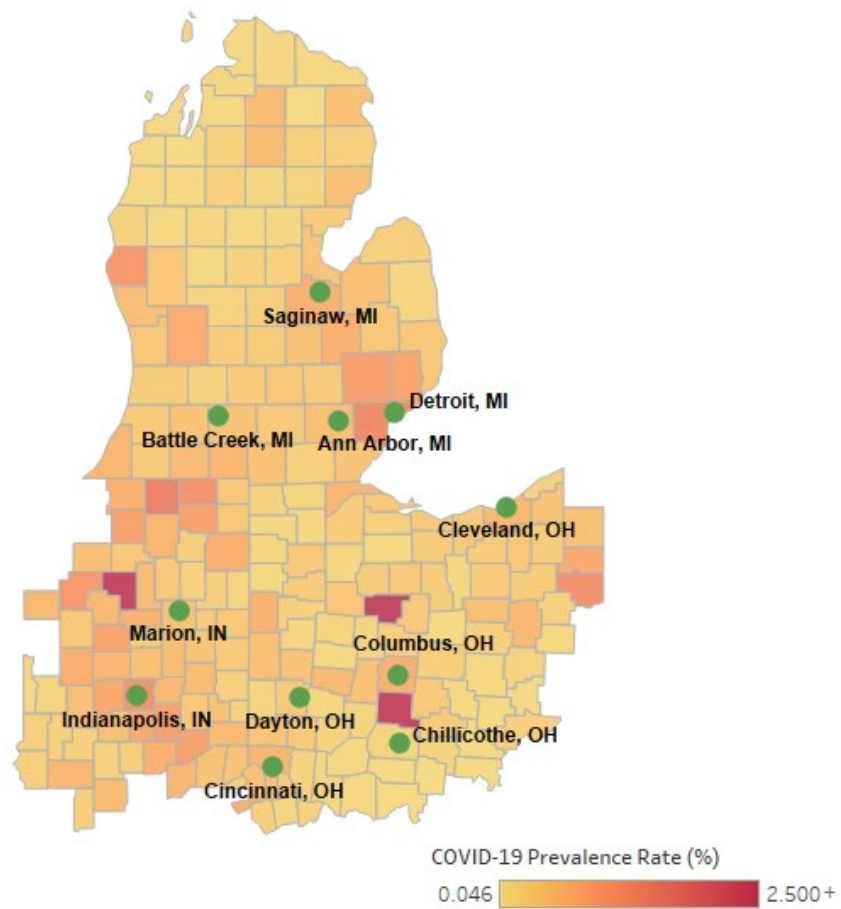 Saginaw, MI
Detroit, MI
Battle Creek, MI
Ann Arbor, MI
Cleveland, OH
Marion, IN
Columbus, OH
Indianapolis, IN
Dayton, OH
Chillicothe, OH
Cincinnati, OH
COVID-19 Prevalence Rate (%)
0.046 2.500+